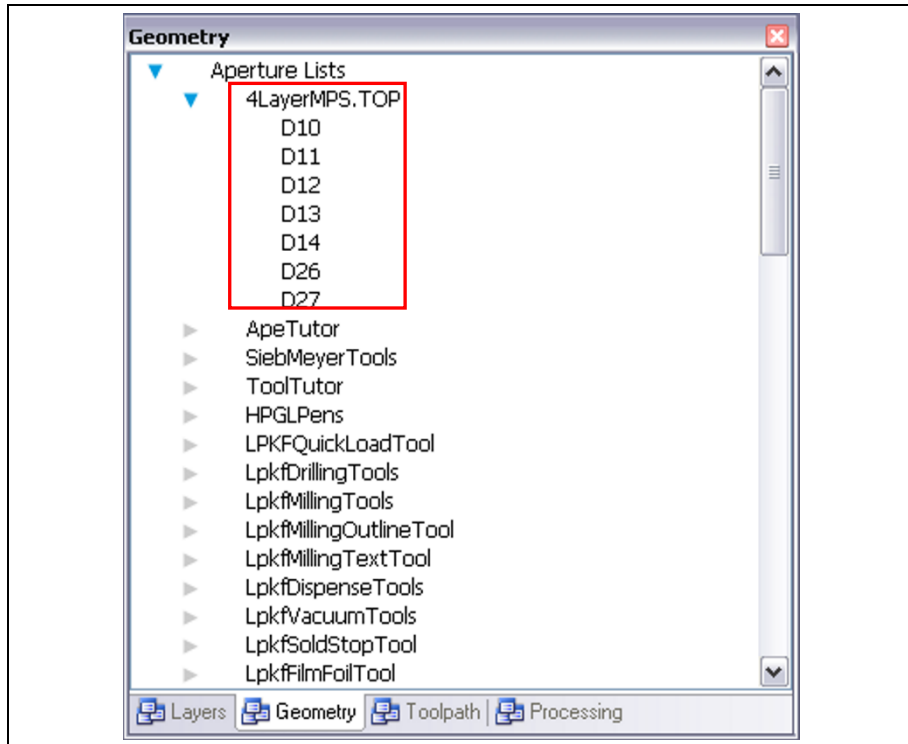 Geometry
Aperture Lists
4LayerMPS.TOP
D10
D11
D12
D13
D14
D26
D27
ApeTutor
SiebMeyerTools
ToolTutor
HPGLPens
LPKFQuickLoadTool
LpkfDrillingTools
LpkfMillingTools
LpkfMillingOutlineTool
LpkfMillingTextTool
LpkfDispenseTools
LpkfVacuumTools
LpkfSoldStopTool
LpkfFilmFoilTool
Layers Geometry Toolpath Processing